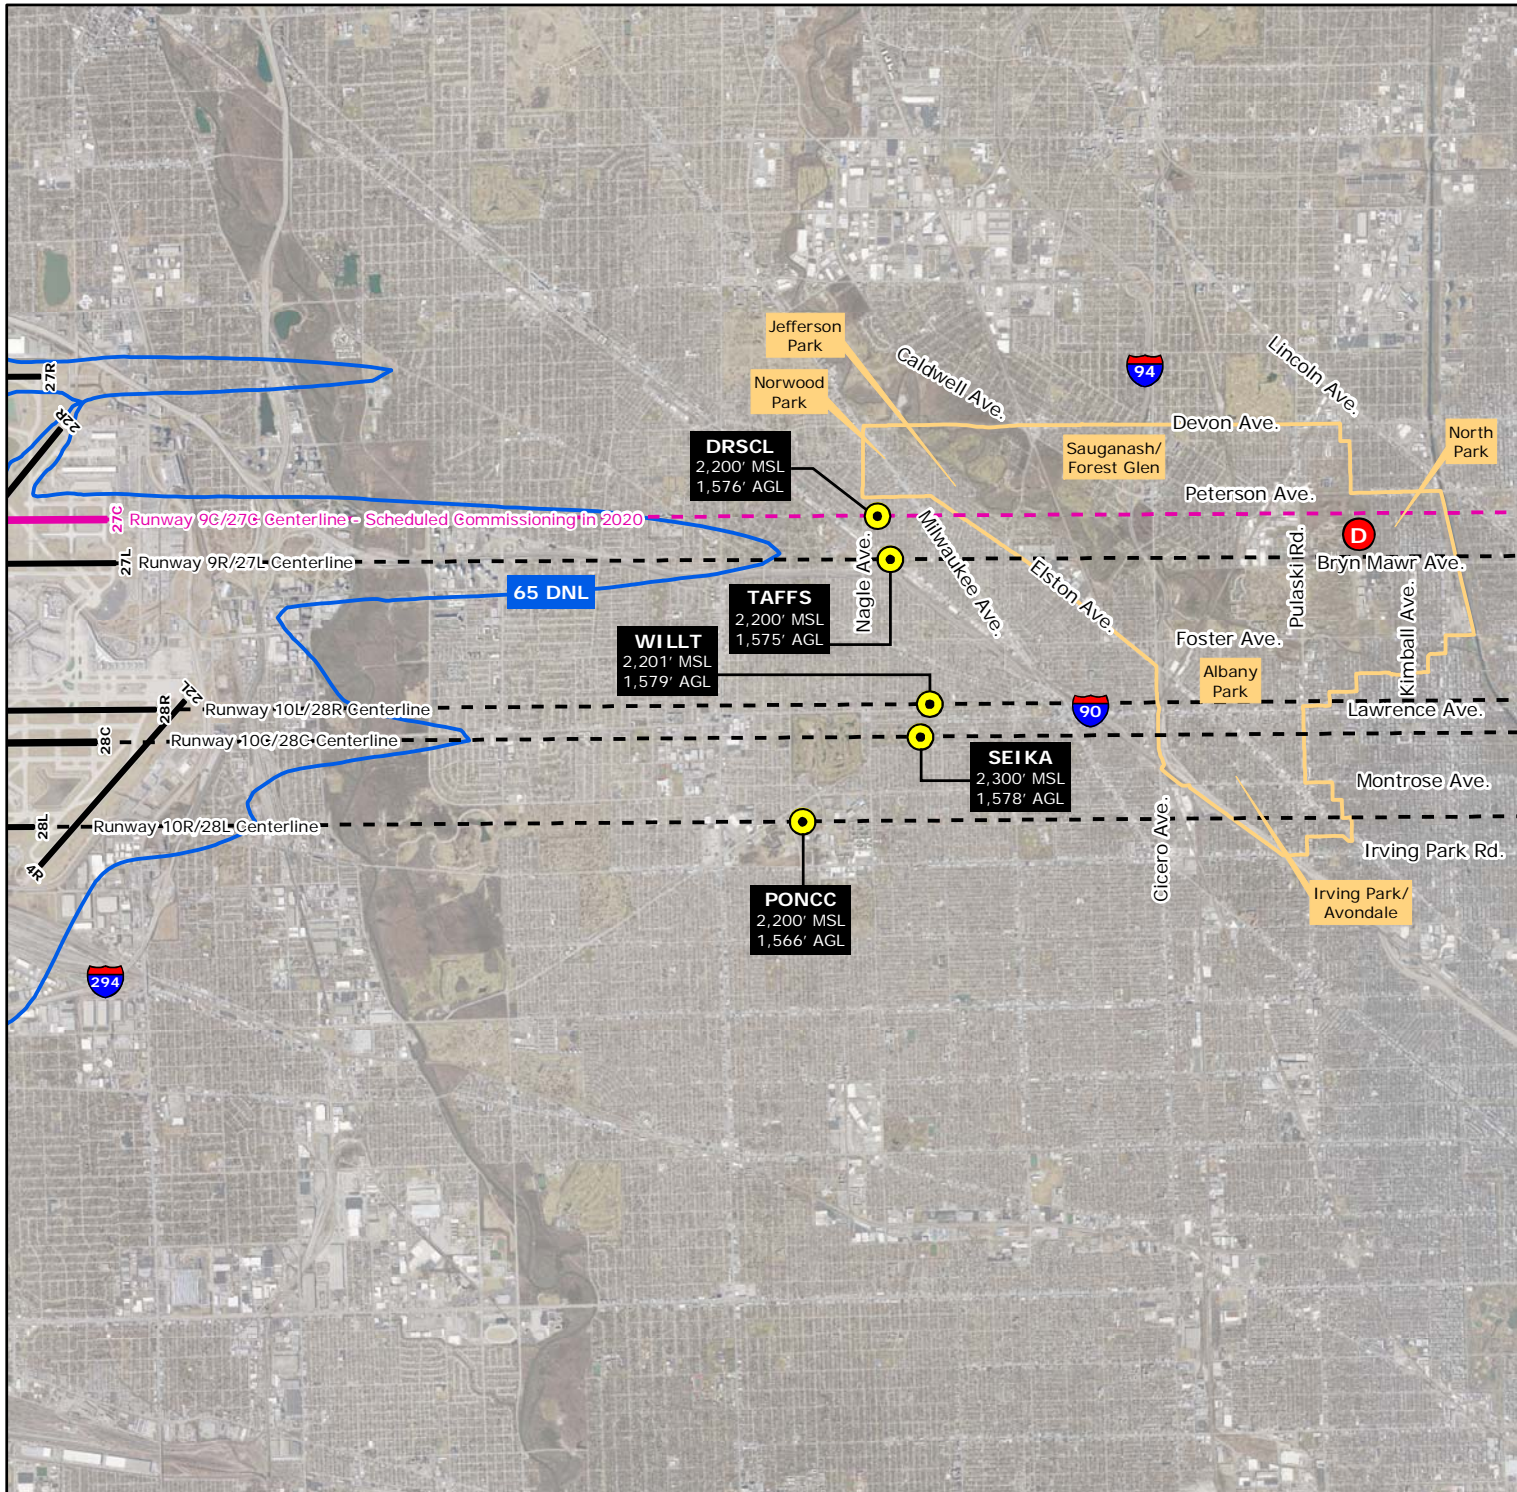 Jefferson
Park
Caldwell Ave.
94
Lincoln Ave.
Norwood
Park
27R
22R
Devon Ave.
DRSCL
2,200' MSL
1,576' AGL
Sauganash/
Forest Glen
North
Park
Peterson Ave.
27C
Runway 9C/27C Centerline - Scheduled Commissioning in 2020
Milwaukee Ave.
D
27L
Runway 9R/27L Centerline
Nagle Ave.
Elston Ave.
Pulaski Rd.
Bryn Mawr Ave.
65 DNL
TAFFS
2,200' MSL
1,575' AGL
Kimball Ave.
WILLT
2,201' MSL
1,579' AGL
Foster Ave.
Albany
Park
22L
28R
Runway 10L/28R Centerline
90
Lawrence Ave.
28C
Runway 10C/28C Centerline
SEIKA
2,300' MSL
1,578' AGL
Montrose Ave.
28L
Runway 10R/28L Centerline
Cicero Ave.
Irving Park Rd.
4R
PONCC
2,200' MSL
1,566' AGL
Irving Park/
Avondale
294